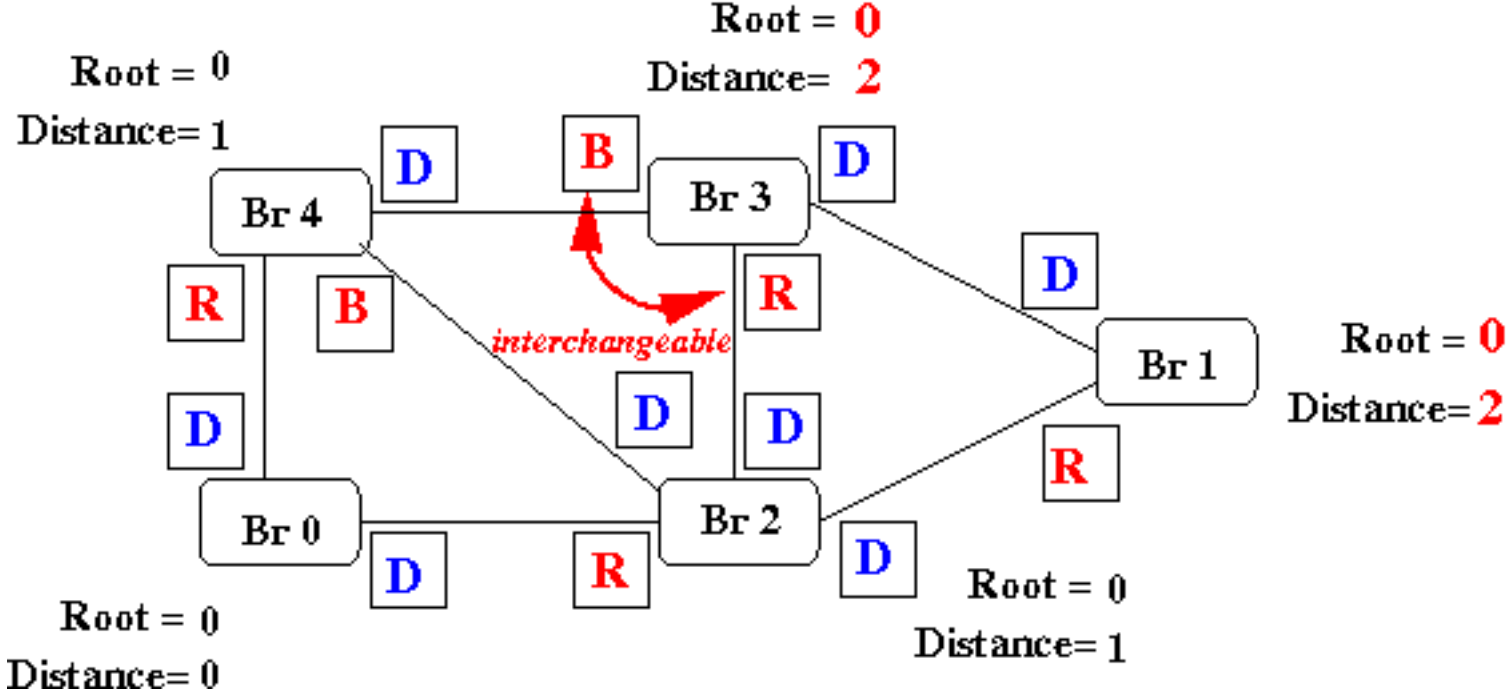 Root = 0
Distance= 2
Root = 0
Distance= 1
D
B
D
Br 4
Br 3
R
B
R
D
interchangeable
Root = 0
Distance= 2
Br 1
D
D
D
R
Br 0
Br 2
D
R
D
Root = 0
Distance= 1
Root = 0
Distance= 0